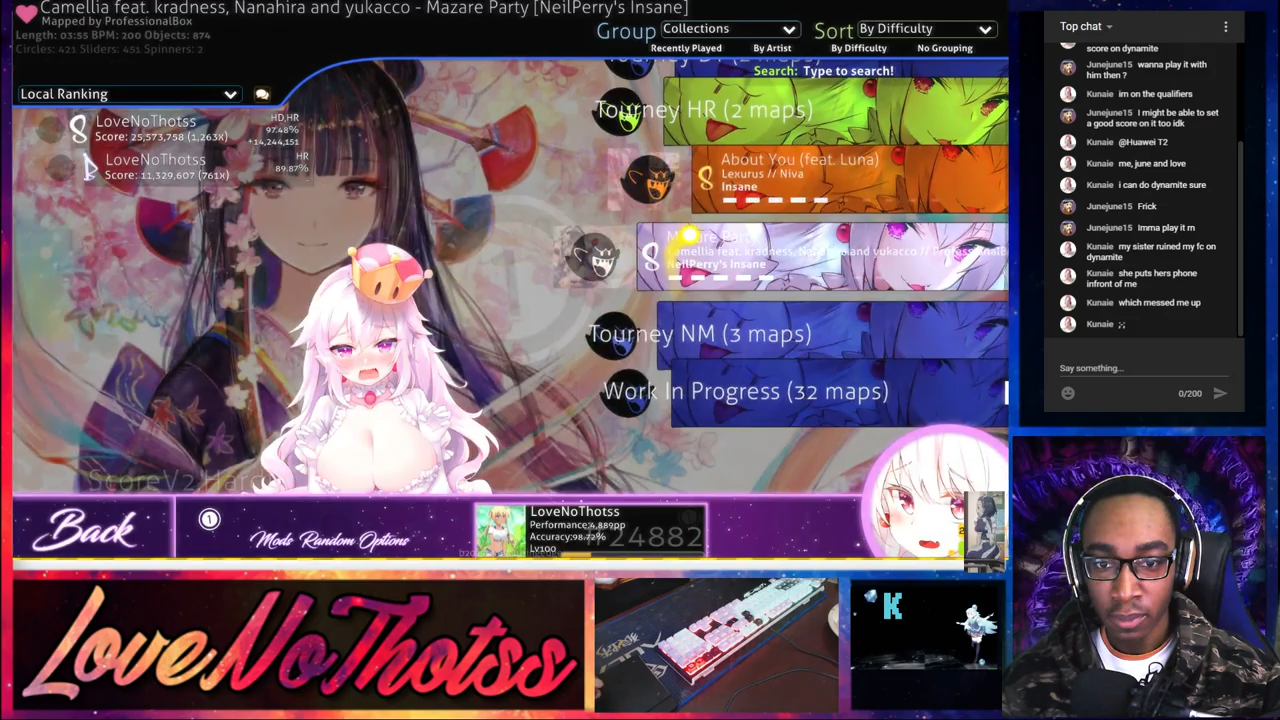 Camellia feat. kradness, Nanahira and yukacco - Mazare Party [NeilPerry's Insane]
Mapped by ProfessionalBox
Length: 03:55 BPM: 200 Objects: 874
Circles: 421 Sliders: 451 Spinners: 2
Group
Collections
Sort
By Difficulty
Recently Played
By Artist
By Difficulty
No Grouping
Search: Type to search!
Local Ranking
LoveNoThotss
Score: 25,573,758 (1,263x)
HD,HR
97.48%
+14,244,151
LoveNoThotss
Score: 11,329,607 (761x)
HR
89.87%
Tourney HR (2 maps)
About You (feat. Luna)
Lexurus // Niva
Insane
Camellia feat. kradness,
and yukacco //
NeilPerry's Insane
Tourney NM (3 maps)
Work In Progress (32 maps)
ScoreV2
Back
1
Mods Random Options
LoveNoThotss
Performance:4,889pp
Accuracy:98.72%
Lv100
#24882
LoveNoThotss
K
Top chat
score on dynamite
Junejune15 wanna play it with
him then ?
Kunaie im on the qualifiers
Junejune15 I might be able to set
a good score on it too idk
Kunaie @Huawei T2
Kunaie me, june and love
Kunaie i can do dynamite sure
Junejune15 Frick
Junejune15 Imma play it rn
Kunaie my sister ruined my fc on
dynamite
Kunaie she puts hers phone
infront of me
Kunaie which messed me up
Kunaie
Say something...
0/200